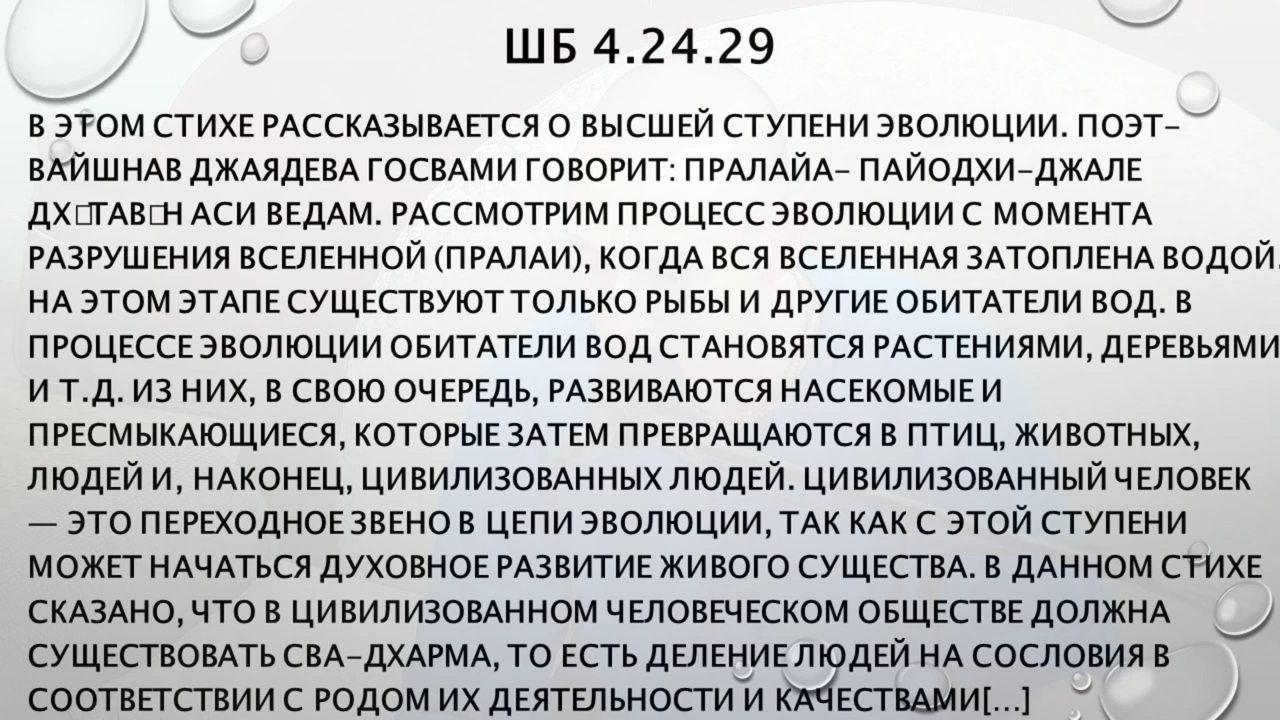 ШБ 4.24.29
В ЭТОМ СТИХЕ РАССКАЗЫВАЕТСЯ О ВЫСШЕЙ СТУПЕНИ ЭВОЛЮЦИИ. ПОЭТ–
ВАЙШНАВ ДЖАЯДЕВА ГОСВАМИ ГОВОРИТ: ПРАЛАЙА– ПАЙОДХИ–ДЖАЛЕ
ДХ□ТАВ□Н АСИ ВЕДАМ. РАССМОТРИМ ПРОЦЕСС ЭВОЛЮЦИИ С МОМЕНТА
РАЗРУШЕНИЯ ВСЕЛЕННОЙ (ПРАЛАИ), КОГДА ВСЯ ВСЕЛЕННАЯ ЗАТОПЛЕНА ВОДОЙ.
НА ЭТОМ ЭТАПЕ СУЩЕСТВУЮТ ТОЛЬКО РЫБЫ И ДРУГИЕ ОБИТАТЕЛИ ВОД. В
ПРОЦЕССЕ ЭВОЛЮЦИИ ОБИТАТЕЛИ ВОД СТАНОВЯТСЯ РАСТЕНИЯМИ, ДЕРЕВЬЯМИ
И Т.Д. ИЗ НИХ, В СВОЮ ОЧЕРЕДЬ, РАЗВИВАЮТСЯ НАСЕКОМЫЕ И
ПРЕСМЫКАЮЩИЕСЯ, КОТОРЫЕ ЗАТЕМ ПРЕВРАЩАЮТСЯ В ПТИЦ, ЖИВОТНЫХ,
ЛЮДЕЙ И, НАКОНЕЦ, ЦИВИЛИЗОВАННЫХ ЛЮДЕЙ. ЦИВИЛИЗОВАННЫЙ ЧЕЛОВЕК
— ЭТО ПЕРЕХОДНОЕ ЗВЕНО В ЦЕПИ ЭВОЛЮЦИИ, ТАК КАК С ЭТОЙ СТУПЕНИ
МОЖЕТ НАЧАТЬСЯ ДУХОВНОЕ РАЗВИТИЕ ЖИВОГО СУЩЕСТВА. В ДАННОМ СТИХЕ
СКАЗАНО, ЧТО В ЦИВИЛИЗОВАННОМ ЧЕЛОВЕЧЕСКОМ ОБЩЕСТВЕ ДОЛЖНА
СУЩЕСТВОВАТЬ СВА–ДХАРМА, ТО ЕСТЬ ДЕЛЕНИЕ ЛЮДЕЙ НА СОСЛОВИЯ В
СООТВЕТСТВИИ С РОДОМ ИХ ДЕЯТЕЛЬНОСТИ И КАЧЕСТВАМИ[…]